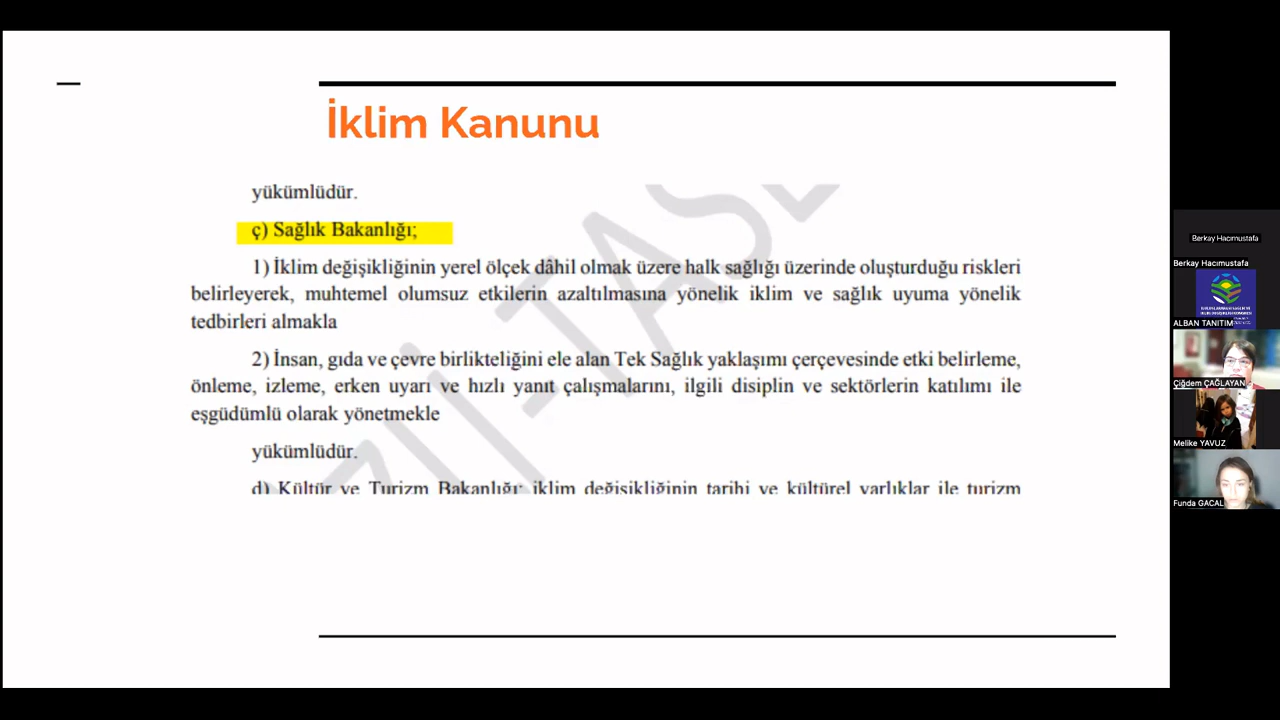 İklim Kanunu
yükümlüdür.
ç) Sağlık Bakanlığı;
1) İklim değişikliğinin yerel ölçek dâhil olmak üzere halk sağlığı üzerinde oluşturduğu riskleri
belirleyerek, muhtemel olumsuz etkilerin azaltılmasına yönelik iklim ve sağlık uyuma yönelik
tedbirleri almakla
2) İnsan, gıda ve çevre birlikteliğini ele alan Tek Sağlık yaklaşımı çerçevesinde etki belirleme,
önleme, izleme, erken uyarı ve hızlı yanıt çalışmalarını, ilgili disiplin ve sektörlerin katılımı ile
eşgüdümlü olarak yönetmekle
yükümlüdür.
d) Kültür ve Turizm Bakanlığı; iklim değişikliğinin tarihi ve kültürel varlıklar ile turizm
Berkay Hacımustafa
Berkay Hacımustafa
ALBAN TANITIM
Çiğdem ÇAĞLAYAN
Melike YAVUZ
Funda GACAL